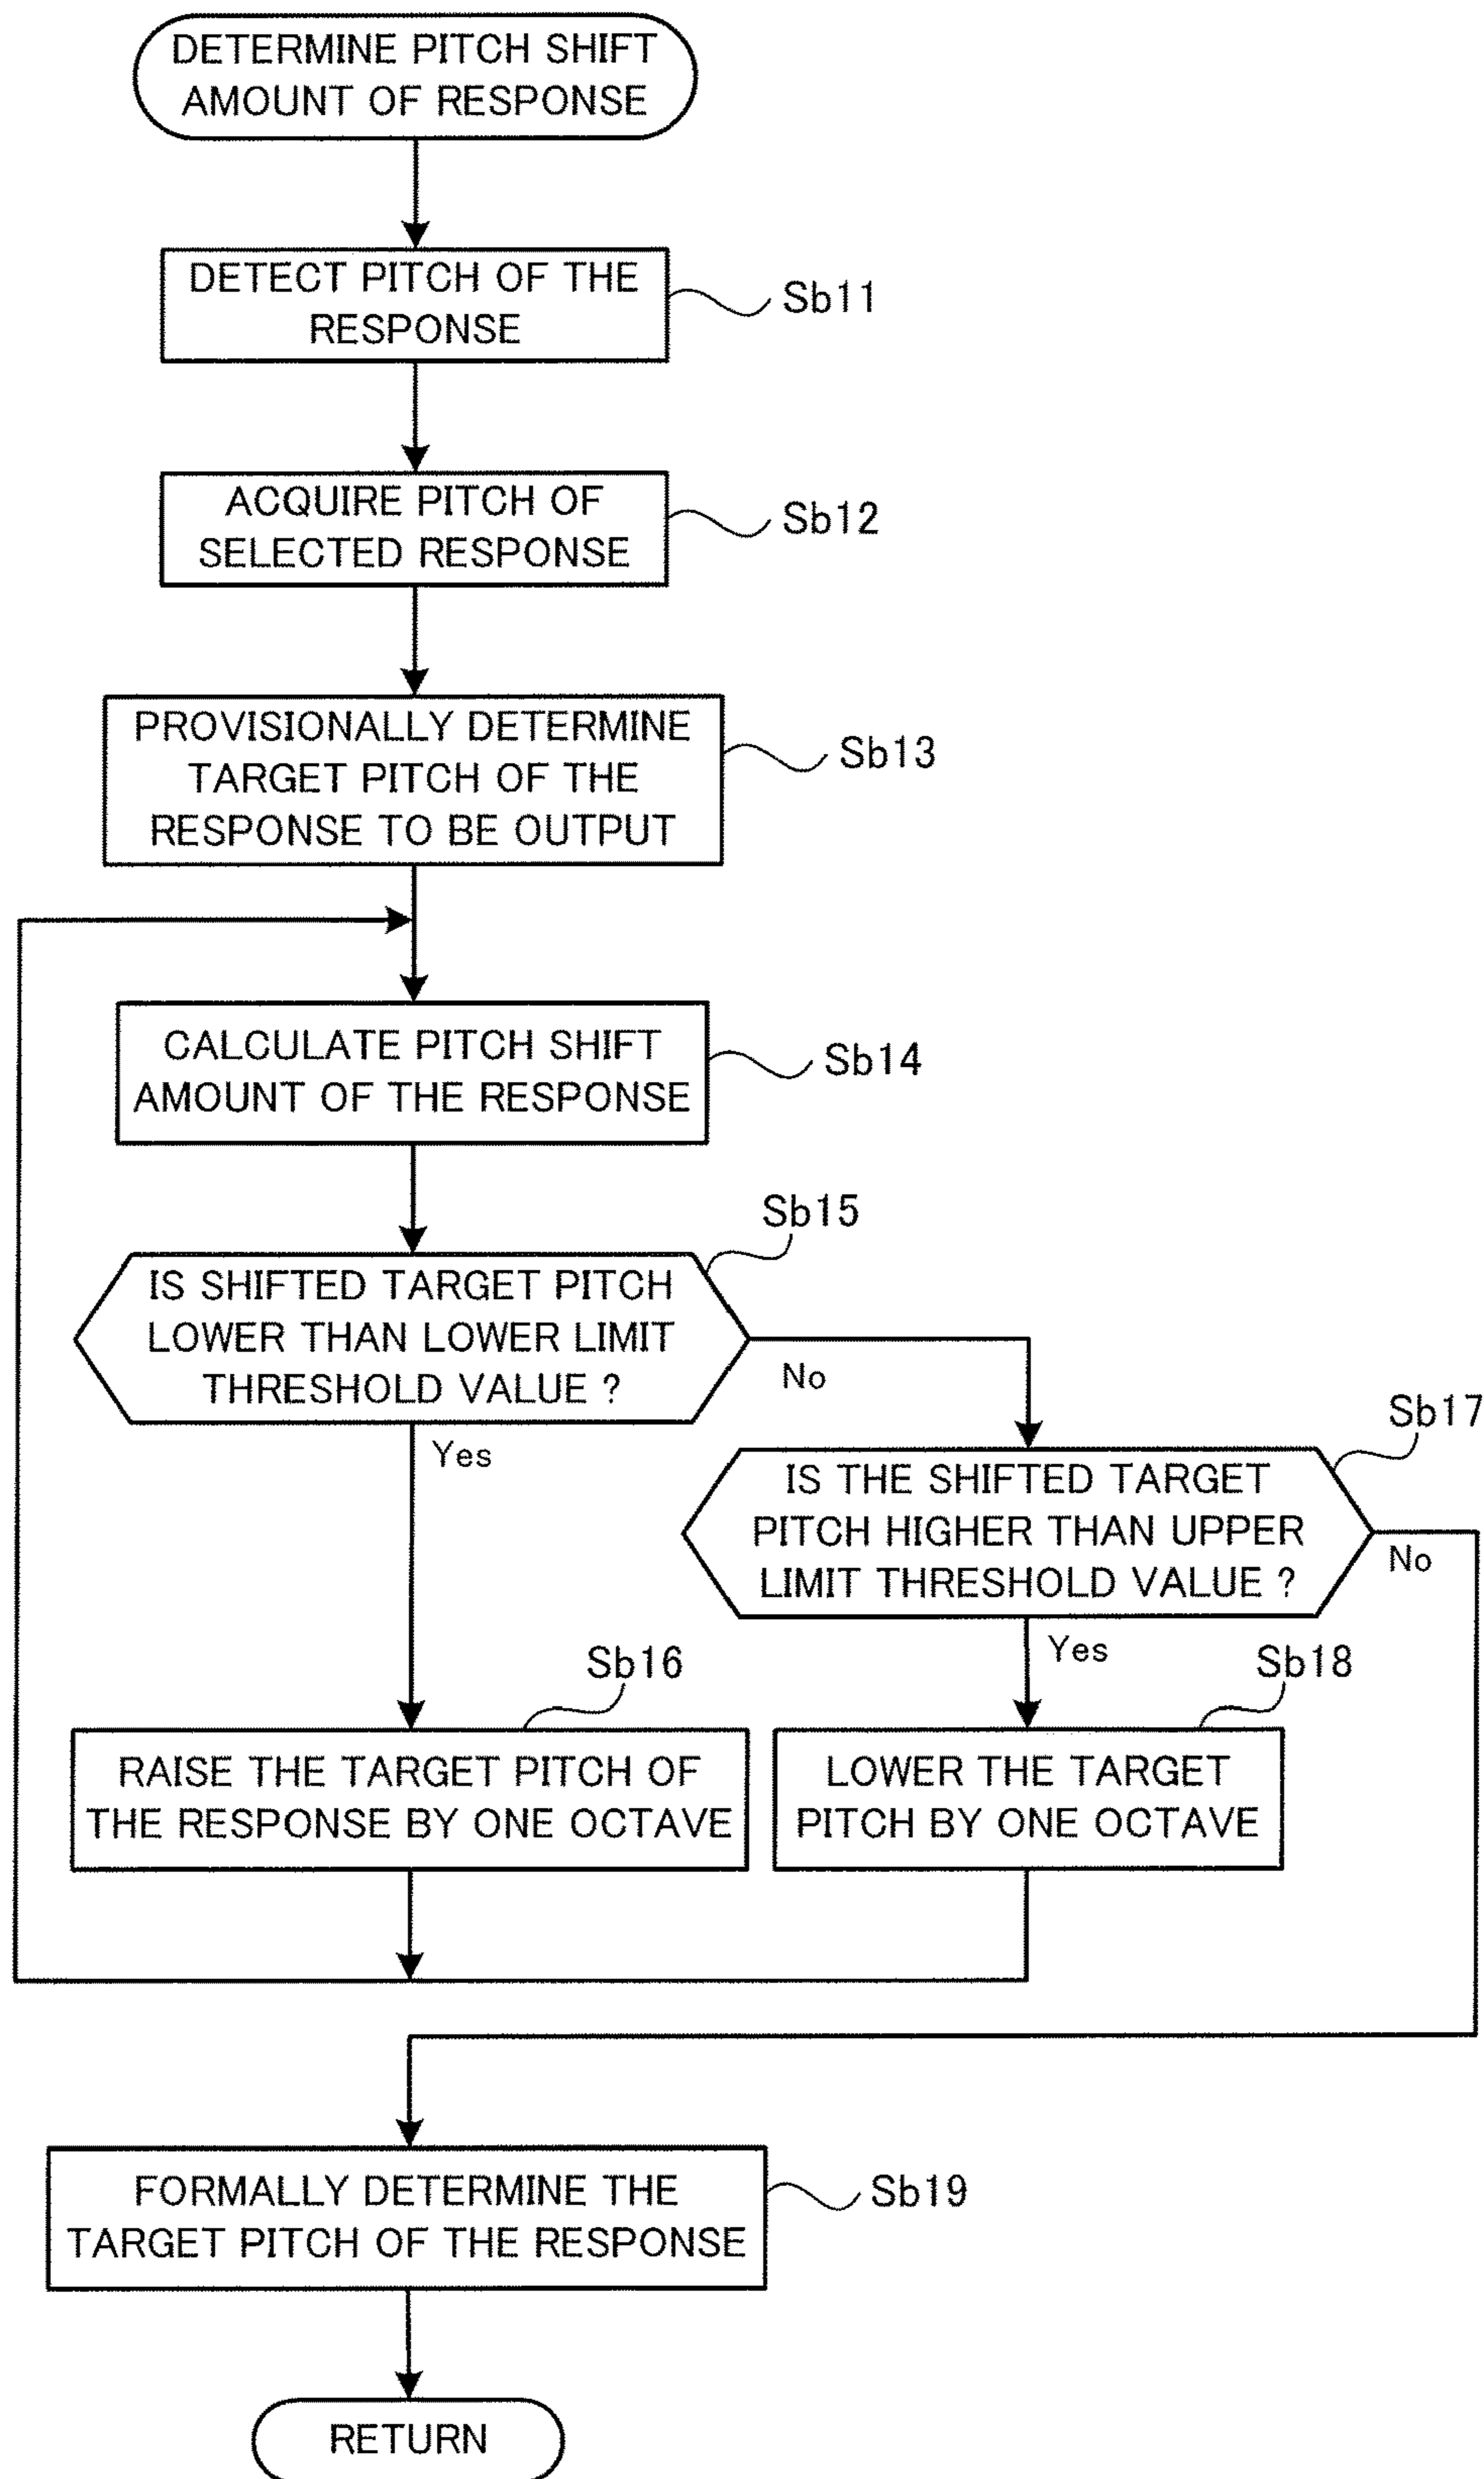 DETERMINE PITCH SHIFT
AMOUNT OF RESPONSE
DETECT PITCH OF THE
RESPONSE
Sb11
ACQUIRE PITCH OF
SELECTED RESPONSE
Sb12
PROVISIONALLY DETERMINE
TARGET PITCH OF THE
RESPONSE TO BE OUTPUT
Sb13
CALCULATE PITCH SHIFT
AMOUNT OF THE RESPONSE
Sb14
Sb15
IS SHIFTED TARGET PITCH
LOWER THAN LOWER LIMIT
THRESHOLD VALUE ?
No
Yes
Sb17
IS THE SHIFTED TARGET
PITCH HIGHER THAN UPPER
LIMIT THRESHOLD VALUE ?
No
Yes
Sb16
RAISE THE TARGET PITCH OF
THE RESPONSE BY ONE OCTAVE
Sb18
LOWER THE TARGET
PITCH BY ONE OCTAVE
FORMALLY DETERMINE THE
TARGET PITCH OF THE RESPONSE
Sb19
RETURN